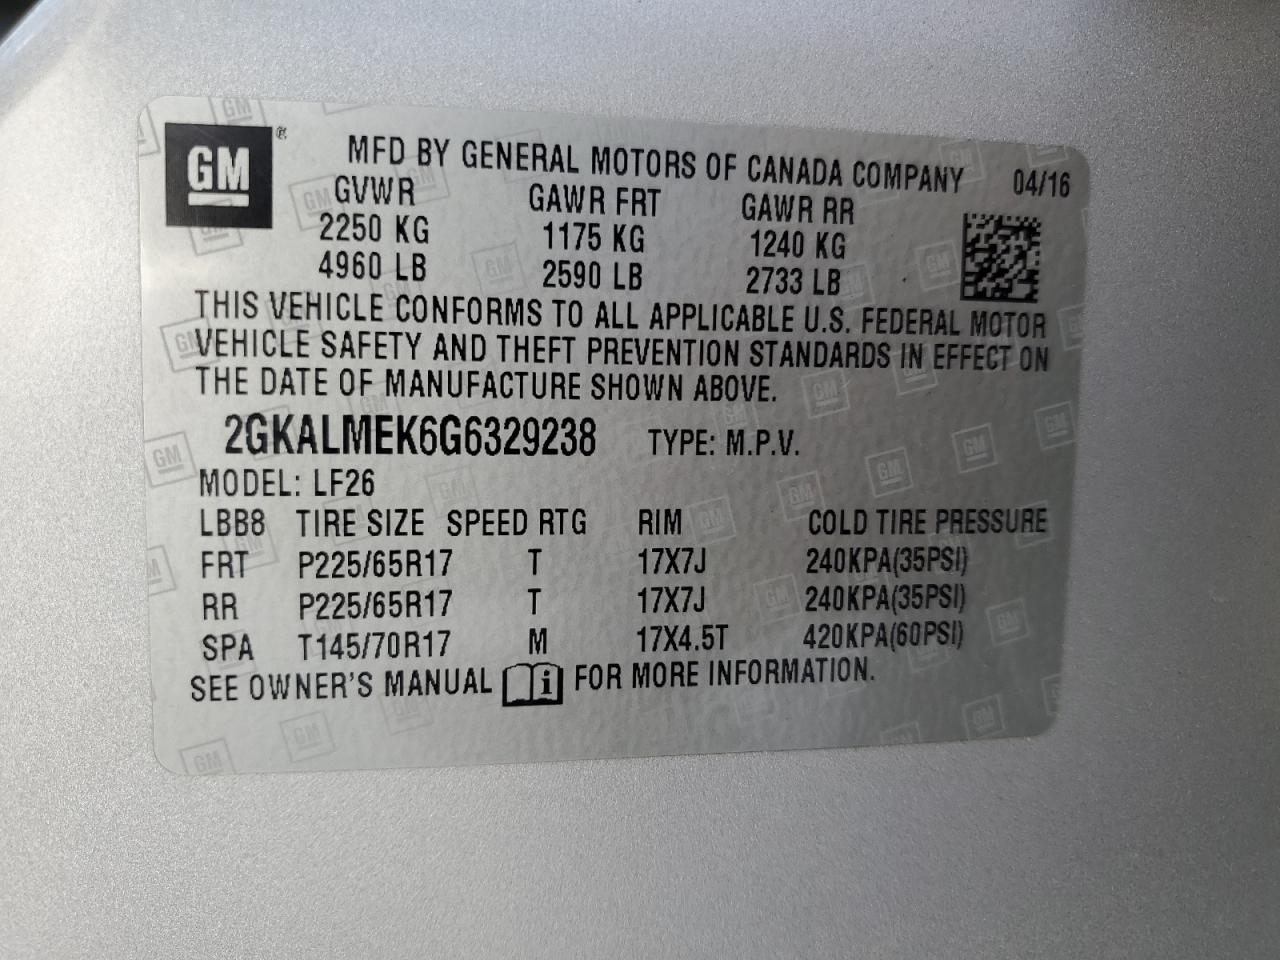 GM ® MFD BY GENERAL MOTORS OF CANADA COMPANY 04/16
GVWR GAWR FRT GAWR RR
2250 KG 1175 KG 1240 KG
4960 LB 2590 LB 2733 LB
THIS VEHICLE CONFORMS TO ALL APPLICABLE U.S. FEDERAL MOTOR
VEHICLE SAFETY AND THEFT PREVENTION STANDARDS IN EFFECT ON
THE DATE OF MANUFACTURE SHOWN ABOVE.
2GKALMEK6G6329238 TYPE: M.P.V.
MODEL: LF26
LBB8 TIRE SIZE SPEED RTG RIM COLD TIRE PRESSURE
FRT P225/65R17 T 17X7J 240KPA(35PSI)
RR P225/65R17 T 17X7J 240KPA(35PSI)
SPA T145/70R17 M 17X4.5T 420KPA(60PSI)
SEE OWNER'S MANUAL i FOR MORE INFORMATION.